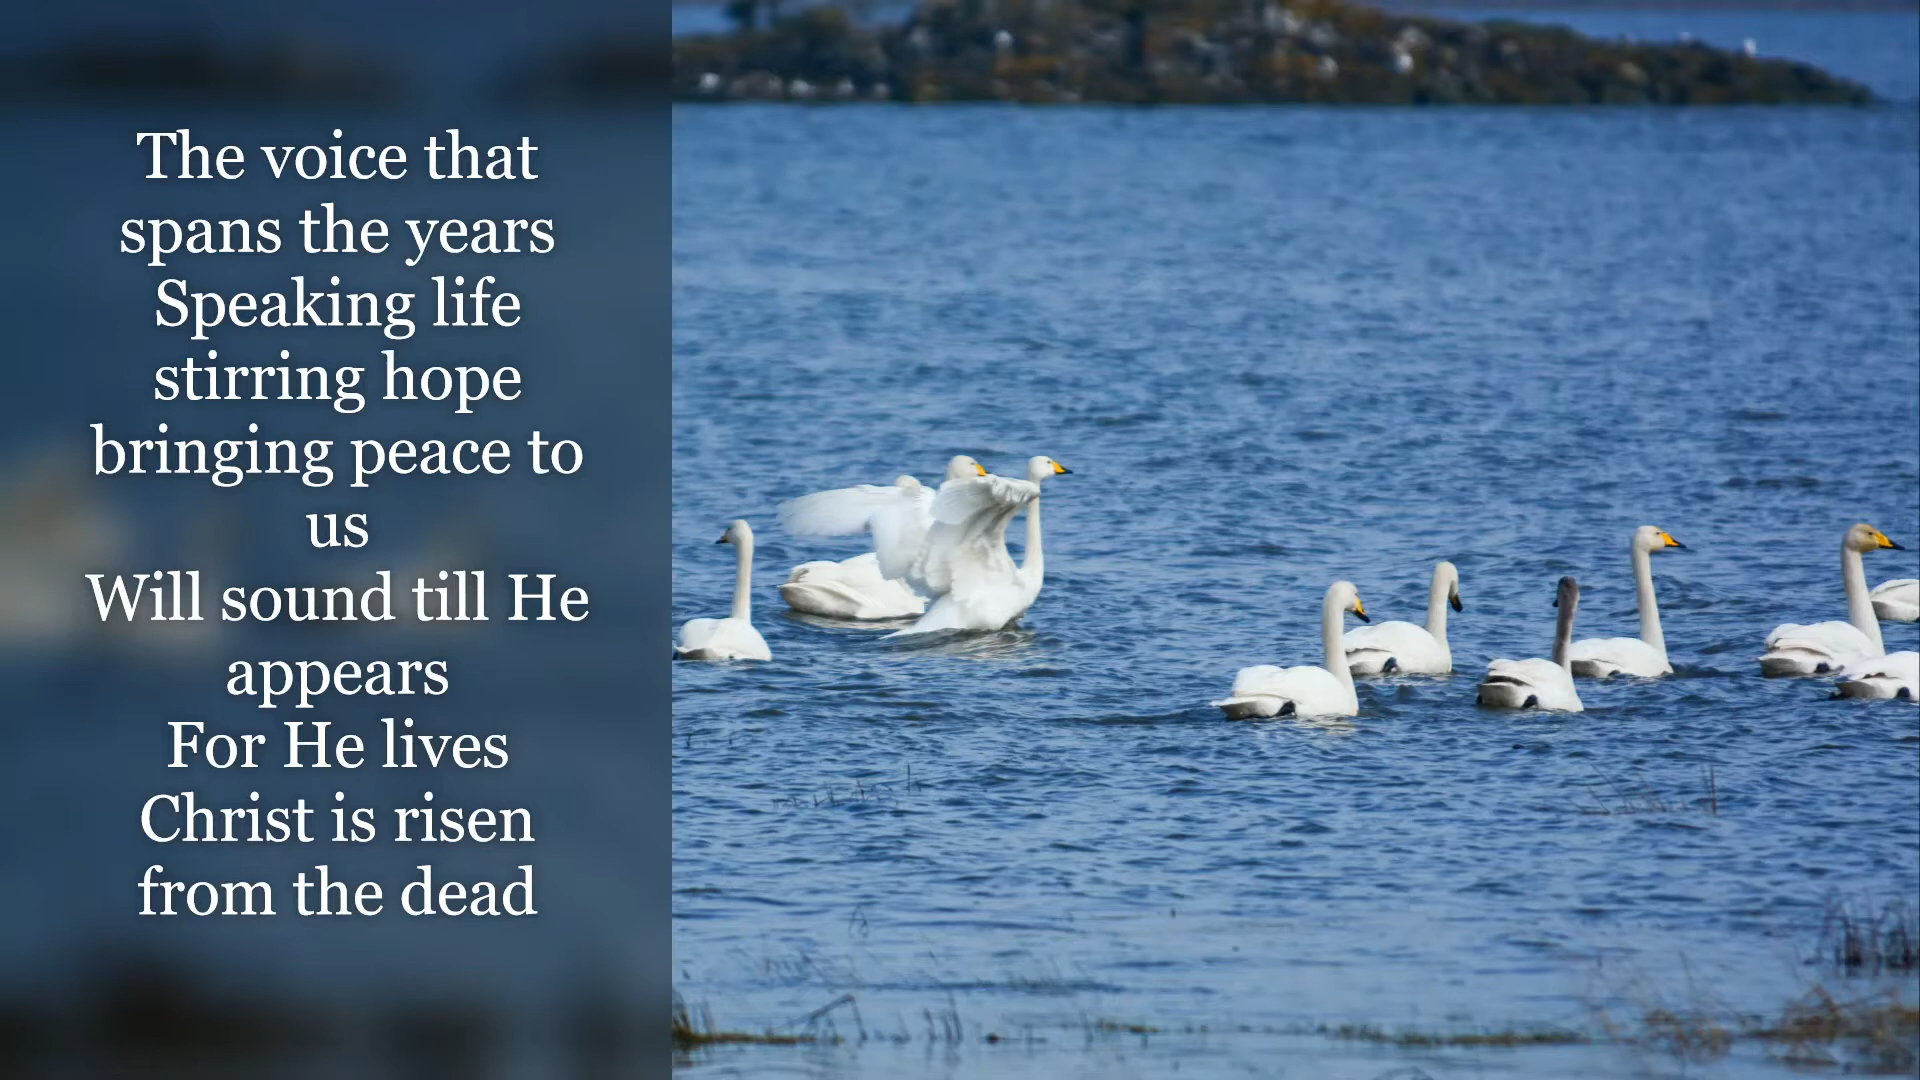 The voice that
spans the years
Speaking life
stirring hope
bringing peace to
us
Will sound till He
appears
For He lives
Christ is risen
from the dead